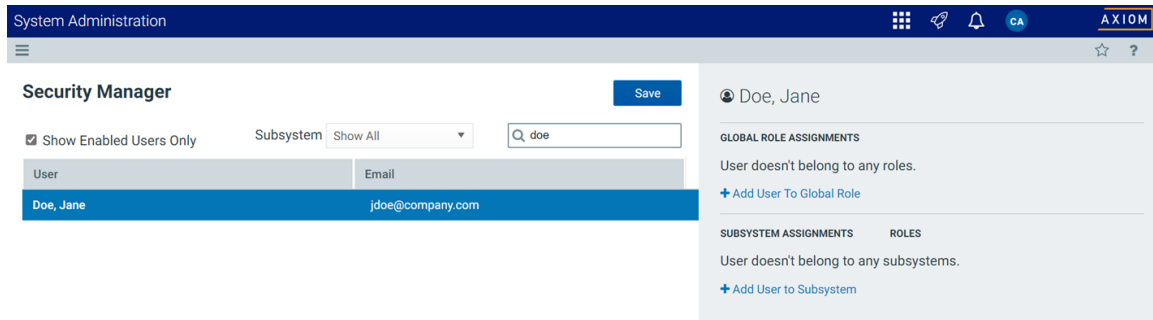 System Administration
CA
AXIOM
?
Security Manager
Save
Show Enabled Users Only
Subsystem
Show All
doe
User
Email
Doe, Jane
jdoe@company.com
Doe, Jane
GLOBAL ROLE ASSIGNMENTS
User doesn't belong to any roles.
+ Add User To Global Role
SUBSYSTEM ASSIGNMENTS ROLES
User doesn't belong to any subsystems.
+ Add User to Subsystem